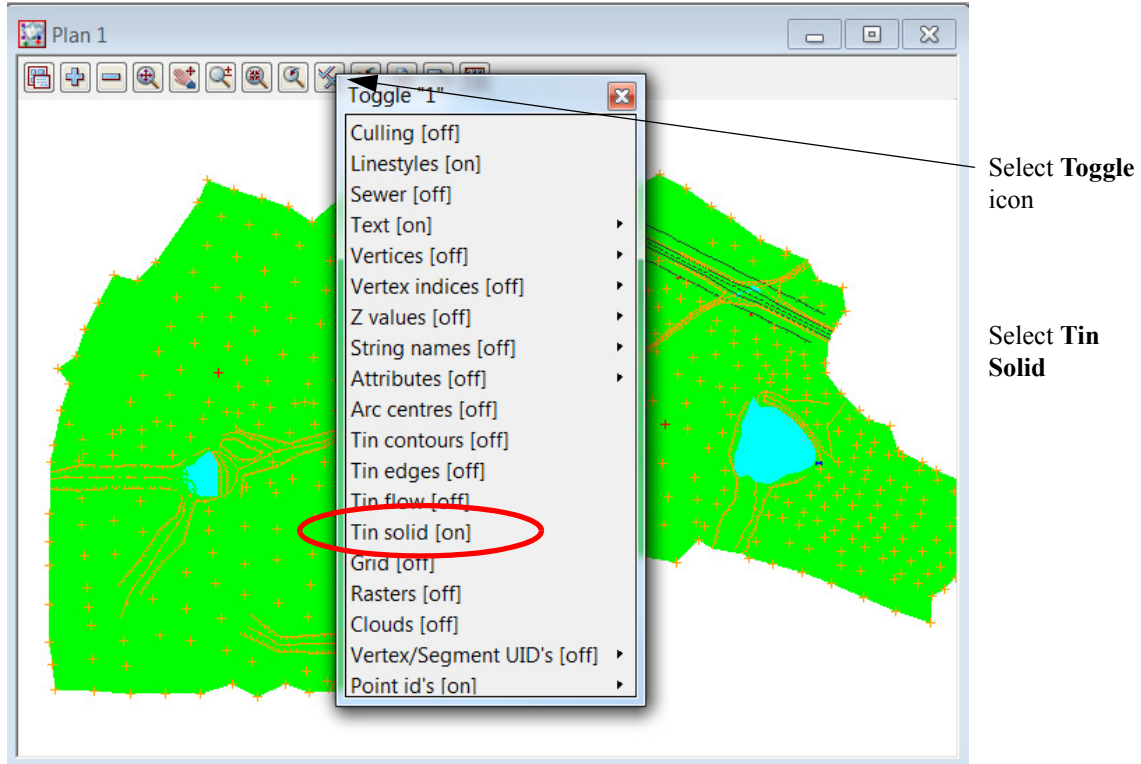 Plan 1
Toggle "1"
Culling [off]
Linestyles [on]
Sewer [off]
Text [on]
Vertices [off]
Vertex indices [off]
Z values [off]
String names [off]
Attributes [off]
Arc centres [off]
Tin contours [off]
Tin edges [off]
Tin flow [off]
Tin solid [on]
Grid [off]
Rasters [off]
Clouds [off]
Vertex/Segment UID's [off]
Point id's [on]
Select Toggle
icon
Select Tin
Solid